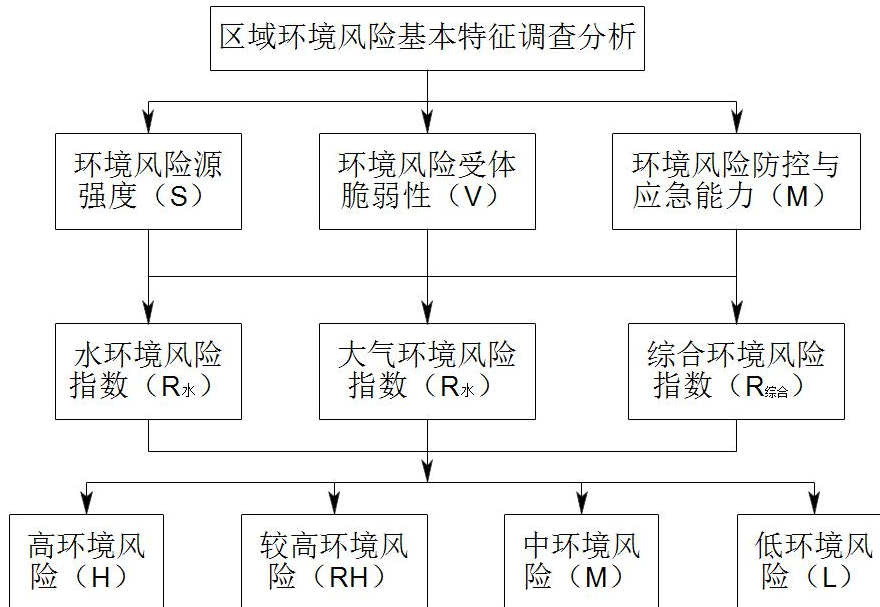 区域环境风险基本特征调查分析
环境风险源
强度（S）
环境风险受体
脆弱性（V）
环境风险防控与
应急能力（M）
水环境风险
指数（R水）
大气环境风险
指数（R水）
综合环境风险
指数（R综合）
高环境风
险（H）
较高环境风
险（RH）
中环境风
险（M）
低环境风
险（L）